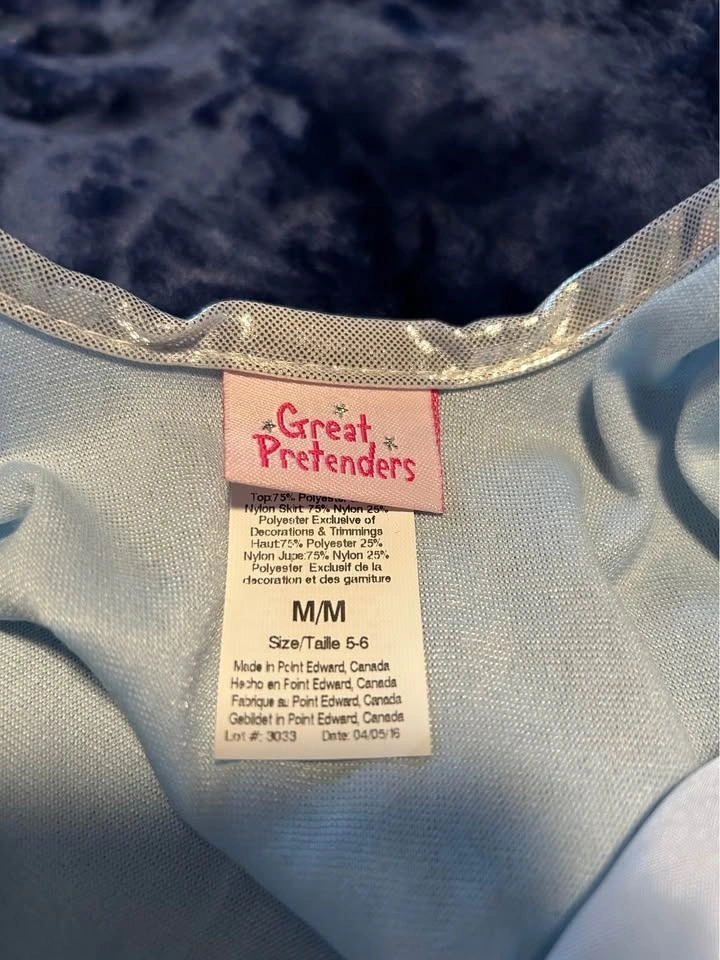 Great
Pretenders
Top:75% Polyester
Nylon Skirt: 75% Nylon 25%
Polyester Exclusive of
Decorations & Trimmings
Haut:75% Polyester 25%
Nylon Jupe:75% Nylon 25%
Polyester Exclusif de la
decoration et des garniture
M/M
Size/Taille 5-6
Made in Point Edward, Canada
Hecho en Point Edward, Canada
Fabrique au Point Edward, Canada
Gebildet in Point Edward, Canada
Lot #: 3033 Date: 04/05/16